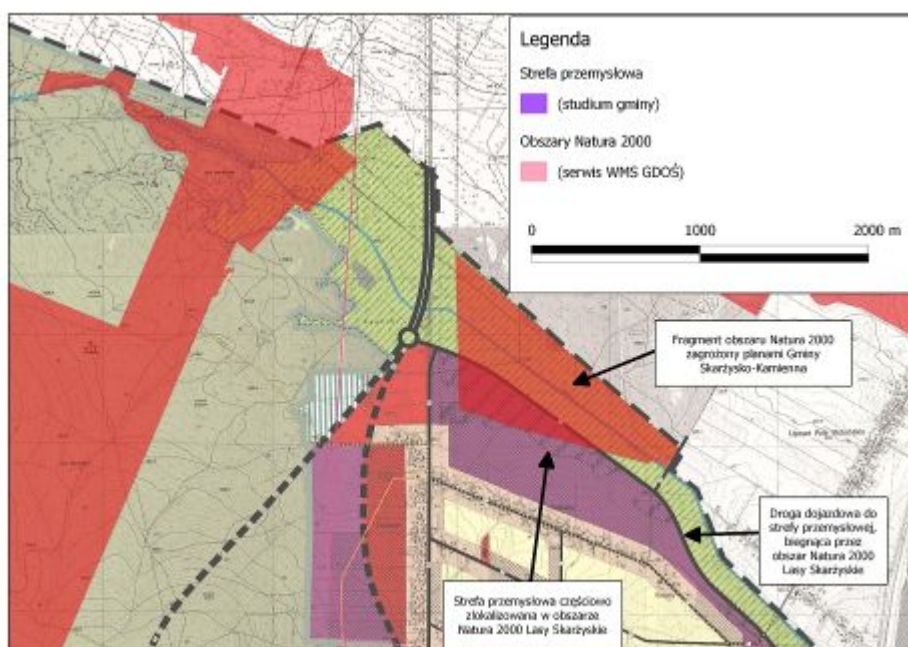 Legenda
Strefa przemysłowa
(studium gminy)
Obszary Natura 2000
(serwis WMS GDOŚ)
0 1000 2000 m
Fragment obszaru Natura 2000
zagrożony planami Gminy
Skarżysko-Kamienna
Droga dojazdowa do
strefy przemysłowej,
biegnąca przez
obszar Natura 2000
Lasy Skarżyskie
Strefa przemysłowa częściowo
zlokalizowana w obszarze
Natura 2000 Lasy Skarżyskie